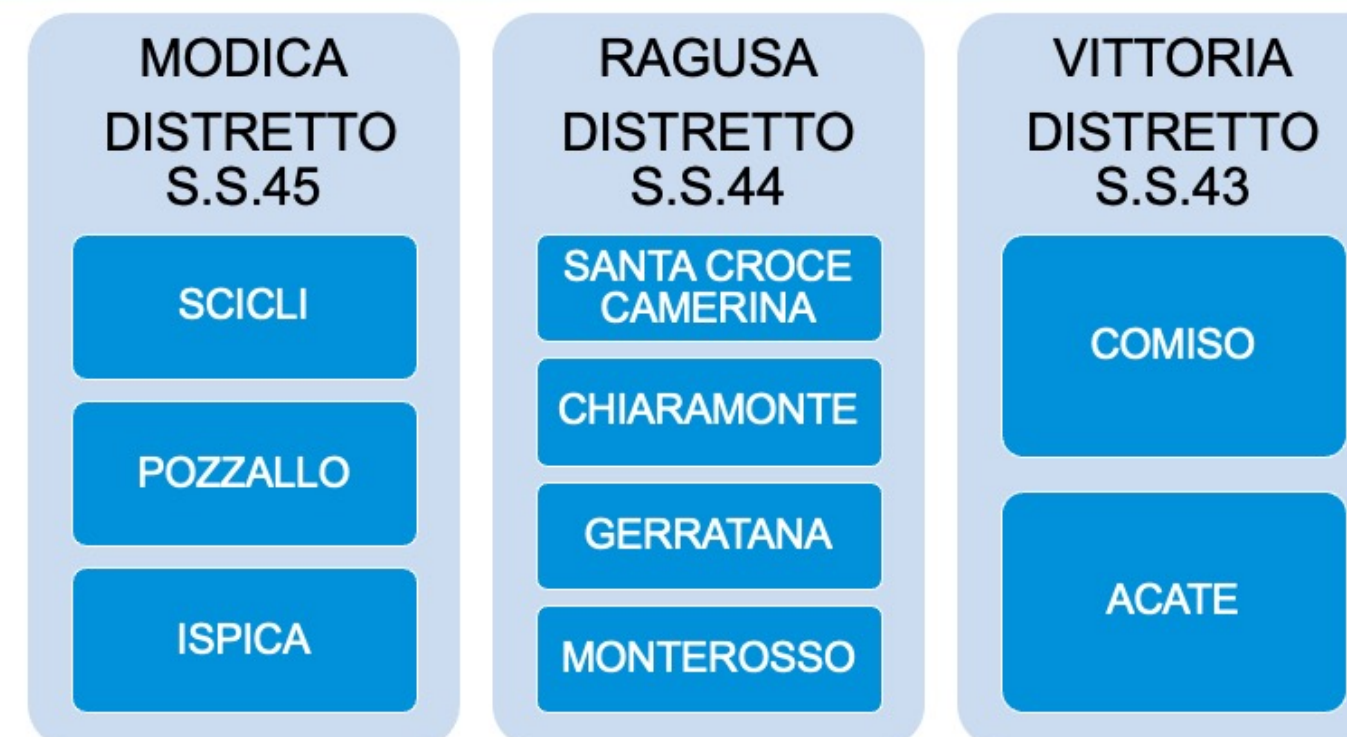 MODICA
DISTRETTO
S.S.45
SCICLI
POZZALLO
ISPICA
RAGUSA
DISTRETTO
S.S.44
SANTA CROCE
CAMERINA
CHIARAMONTE
GERRATANA
MONTEROSSO
VITTORIA
DISTRETTO
S.S.43
COMISO
ACATE